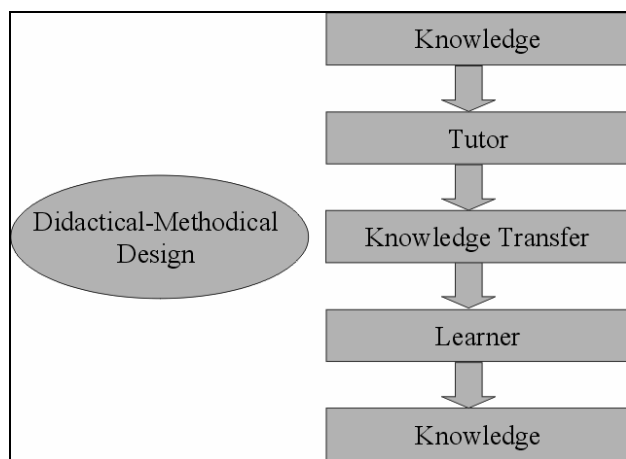 Knowledge
Tutor
Didactical-Methodical
Design
Knowledge Transfer
Learner
Knowledge